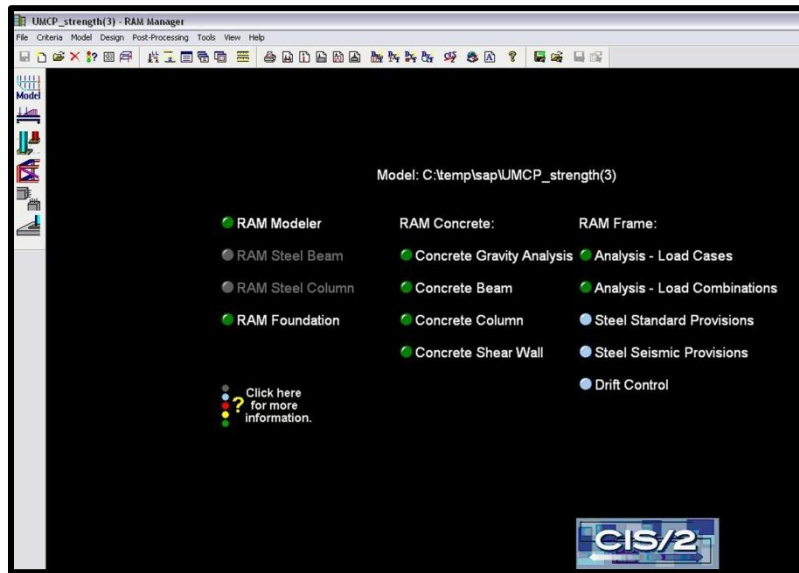 UMCP_strength(3) - RAM Manager
File Criteria Model Design Post-Processing Tools View Help
Model
Model: C:\temp\sap\UMCP_strength(3)
RAM Modeler
RAM Steel Beam
RAM Steel Column
RAM Foundation
RAM Concrete:
Concrete Gravity Analysis
Concrete Beam
Concrete Column
Concrete Shear Wall
RAM Frame:
Analysis - Load Cases
Analysis - Load Combinations
Steel Standard Provisions
Steel Seismic Provisions
Drift Control
Click here
for more
information.
CIS/2